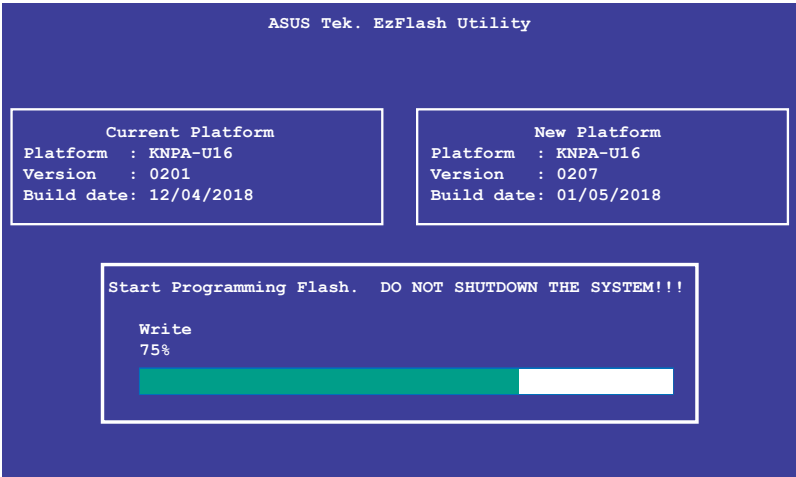 ASUS Tek. EzFlash Utility
Current Platform
Platform : KNPA-U16
Version : 0201
Build date: 12/04/2018
New Platform
Platform : KNPA-U16
Version : 0207
Build date: 01/05/2018
Start Programming Flash. DO NOT SHUTDOWN THE SYSTEM!!!
Write
75%